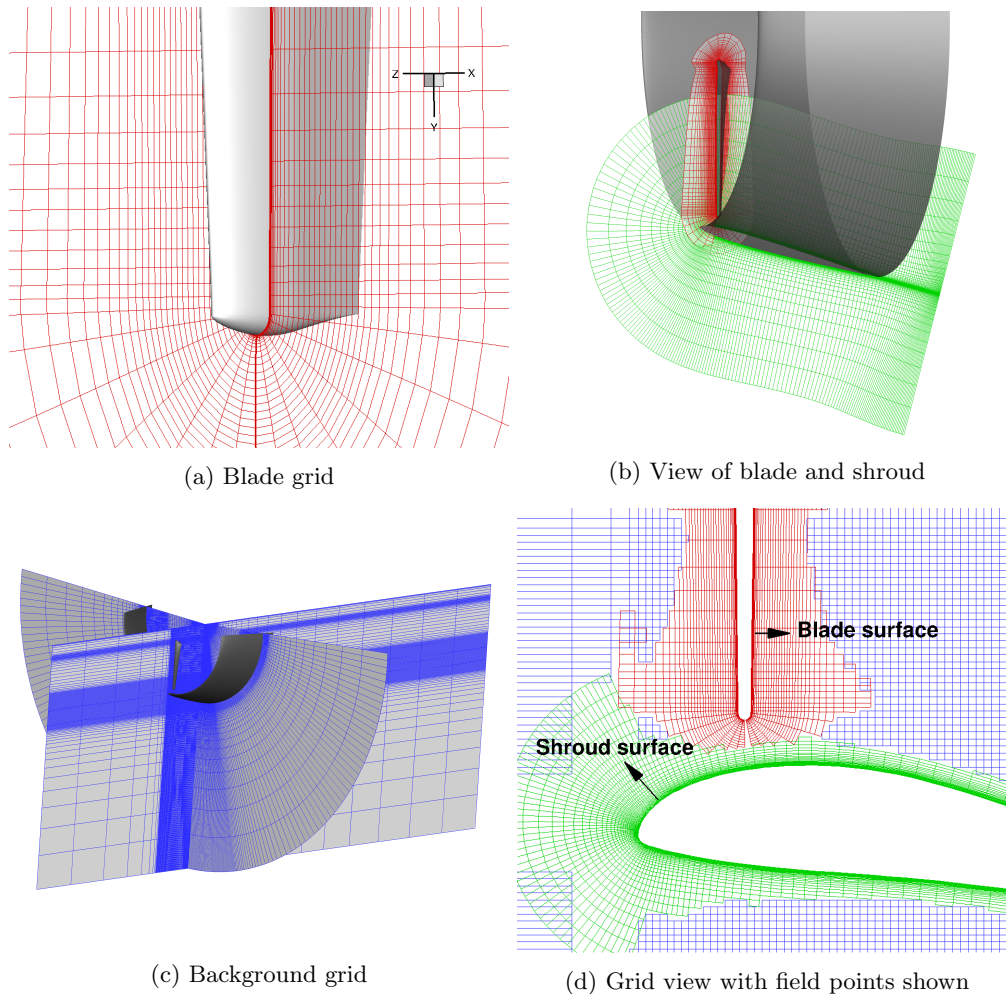 Z
X
Y
(a) Blade grid
(b) View of blade and shroud
Blade surface
Shroud surface
(c) Background grid
(d) Grid view with field points shown